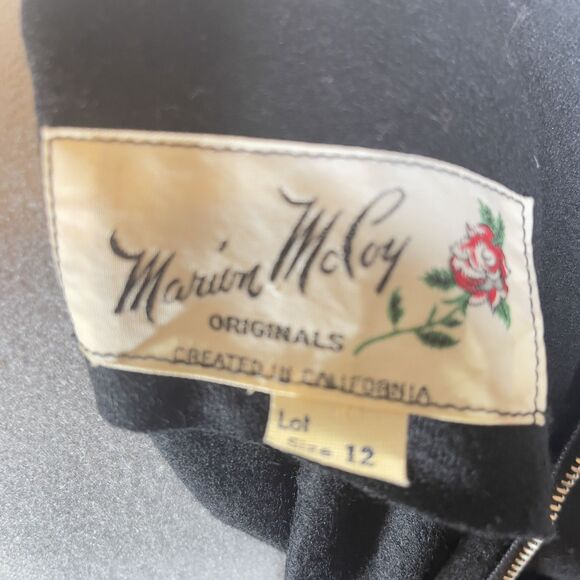 Marion McCoy
ORIGINALS
CREATED IN CALIFORNIA
Lot
Size 12